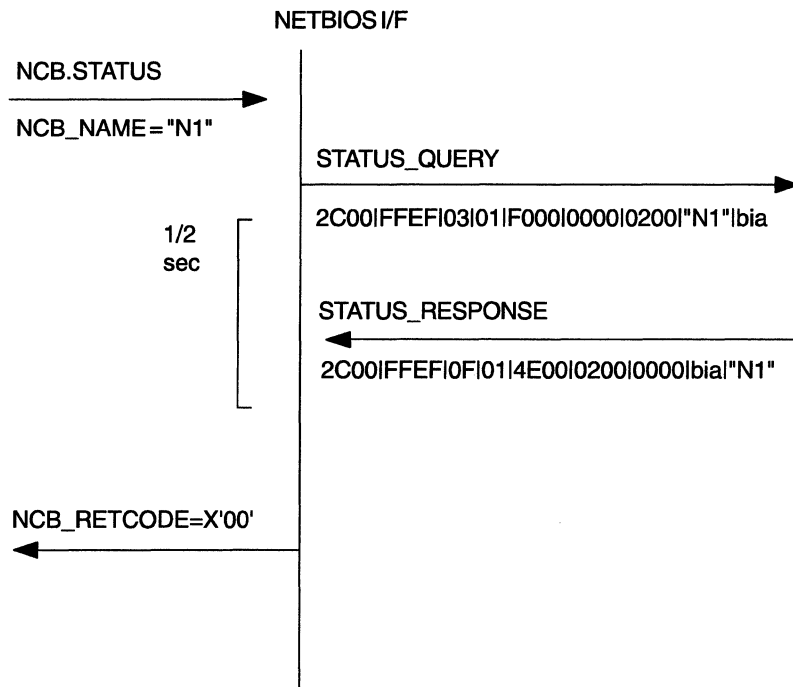 NETBIOS I/F
NCB.STATUS
NCB_NAME="N1"
STATUS_QUERY
2C00|FFEF|03|01|F000|0000|0200|"N1"|bia
1/2
sec
STATUS_RESPONSE
2C00|FFEF|0F|01|4E00|0200|0000|bia|"N1"
NCB_RETCODE=X'00'